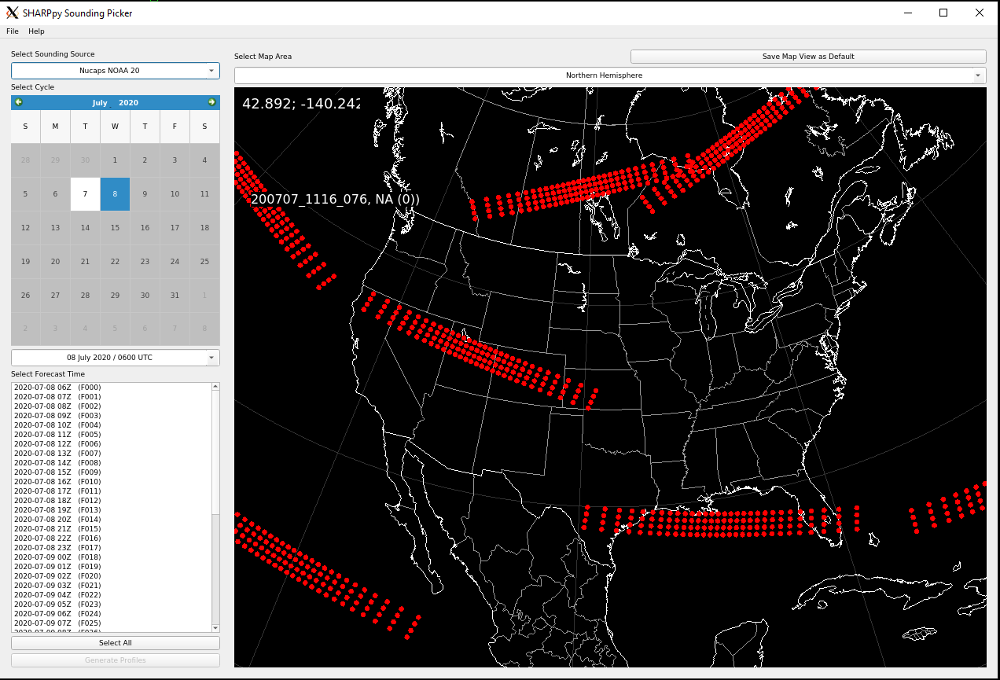 SHARPpy Sounding Picker
File Help
Select Sounding Source
Nucaps NOAA 20
Select Cycle
July 2020
S M T W T F S
28 29 30 1 2 3 4
5 6 7 8 9 10 11
12 13 14 15 16 17 18
19 20 21 22 23 24 25
26 27 28 29 30 31 1
2 3 4 5 6 7 8
08 July 2020 / 0600 UTC
Select Forecast Time
2020-07-08 06Z (F000)
2020-07-08 07Z (F001)
2020-07-08 08Z (F002)
2020-07-08 09Z (F003)
2020-07-08 10Z (F004)
2020-07-08 11Z (F005)
2020-07-08 12Z (F006)
2020-07-08 13Z (F007)
2020-07-08 14Z (F008)
2020-07-08 15Z (F009)
2020-07-08 16Z (F010)
2020-07-08 17Z (F011)
2020-07-08 18Z (F012)
2020-07-08 19Z (F013)
2020-07-08 20Z (F014)
2020-07-08 21Z (F015)
2020-07-08 22Z (F016)
2020-07-08 23Z (F017)
2020-07-09 00Z (F018)
2020-07-09 01Z (F019)
2020-07-09 02Z (F020)
2020-07-09 03Z (F021)
2020-07-09 04Z (F022)
2020-07-09 05Z (F023)
2020-07-09 06Z (F024)
2020-07-09 07Z (F025)
Select All
Generate Profiles
Select Map Area
Save Map View as Default
Northern Hemisphere
42.892; -140.242
200707_1116_076, NA (0))